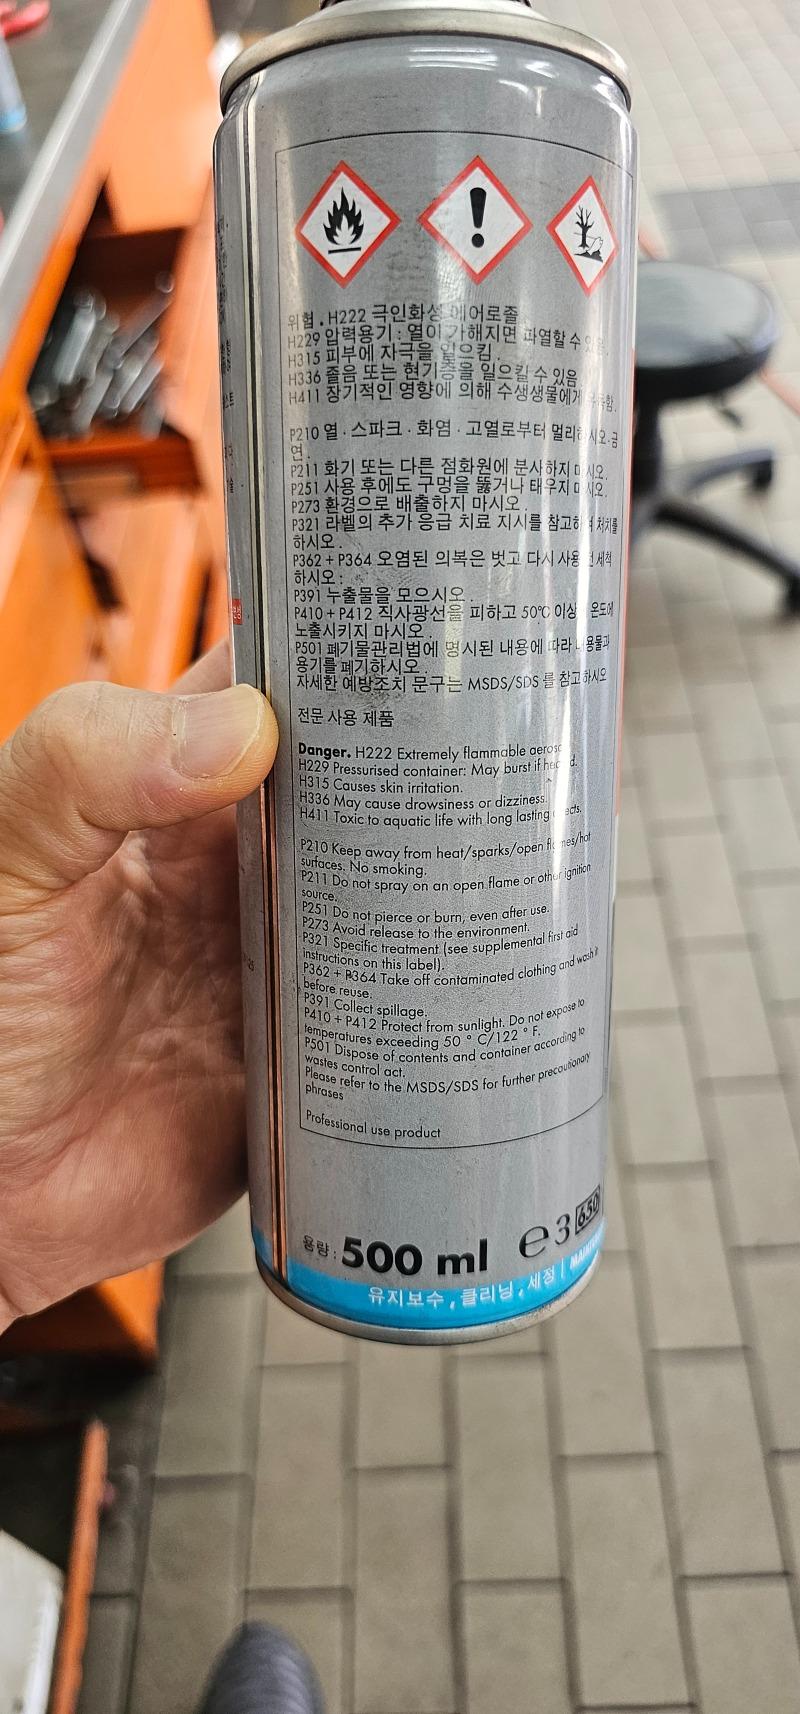 위험 . H222 극인화성 에어로졸
H229 압력용기 : 열이 가해지면 파열할 수 있음.
H315 피부에 자극을 일으킴 .
H336 졸음 또는 현기증을 일으킬 수 있음
H411 장기적인 영향에 의해 수생생물에게 유독함.
P210 열 · 스파크 · 화염 · 고열로부터 멀리하시오 · 금
연 .
P211 화기 또는 다른 점화원에 분사하지 마시오 .
P251 사용 후에도 구멍을 뚫거나 태우지 마시오 .
P273 환경으로 배출하지 마시오 .
P321 라벨의 추가 응급 치료 지시를 참고하여 처치를
하시오 .
P362 + P364 오염된 의복은 벗고 다시 사용 전 세척
하시오 :
P391 누출물을 모으시오 .
P410 + P412 직사광선을 피하고 50℃ 이상의 온도에
노출시키지 마시오 .
P501 폐기물관리법에 명시된 내용에 따라 내용물과
용기를 폐기하시오 .
자세한 예방조치 문구는 MSDS/SDS 를 참고하시오
전문 사용 제품
Danger. H222 Extremely flammable aerosol
H229 Pressurised container: May burst if heated.
H315 Causes skin irritation.
H336 May cause drowsiness or dizziness.
H411 Toxic to aquatic life with long lasting effects.
P210 Keep away from heat/sparks/open flames/hot
surfaces. No smoking.
P211 Do not spray on an open flame or other ignition
source.
P251 Do not pierce or burn, even after use.
P273 Avoid release to the environment.
P321 Specific treatment (see supplemental first aid
instructions on this label).
P362 + P364 Take off contaminated clothing and wash it
before reuse.
P391 Collect spillage.
P410 + P412 Protect from sunlight. Do not expose to
temperatures exceeding 50 ° C/122 ° F.
P501 Dispose of contents and container according to
wastes control act.
Please refer to the MSDS/SDS for further precautionary
phrases
Professional use product
용량 : 500 ml e 3 650
유지보수 , 클리닝 , 세정 |